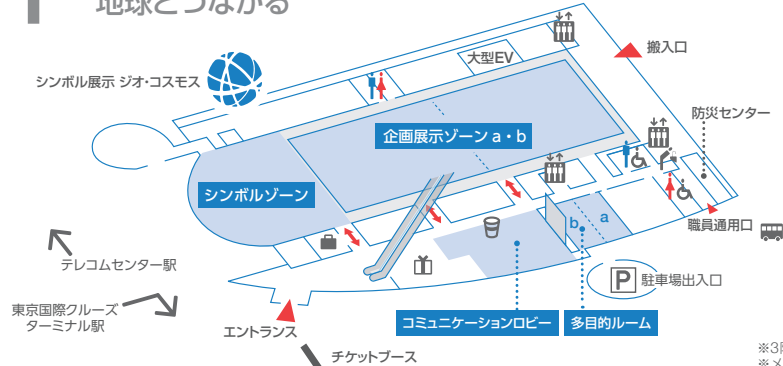 地球とつながる
大型EV
搬入口
シンボル展示 ジオ・コスモス
防災センター
企画展示ゾーン a・b
シンボルゾーン
b
a
職員通用口
テレコムセンター駅
P 駐車場出入口
東京国際クルーズ
ターミナル駅
エントランス
コミュニケーションロビー
多目的ルーム
チケットブース
※3
※メ